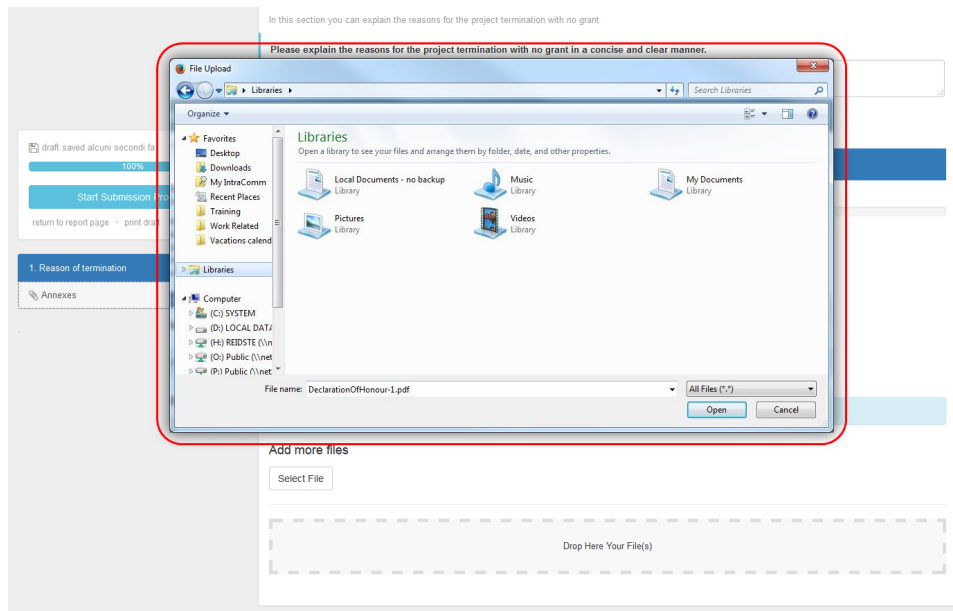 In this section you can explain the reasons for the project termination with no grant
Please explain the reasons for the project termination with no grant in a concise and clear manner.
File Upload
Libraries
Search Libraries
Organize
Favorites
Desktop
Downloads
My IntraComm
Recent Places
Training
Work Related
Vacations calend
Libraries
Computer
(C:) SYSTEM
(D:) LOCAL DATA
(H:) REIDSTE (\\n
(O:) Public (\\net
(P:) Public (\\net
Libraries
Open a library to see your files and arrange them by folder, date, and other properties.
Local Documents - no backup
Library
Music
Library
My Documents
Library
Pictures
Library
Videos
Library
File name: DeclarationOfHonour-1.pdf
All Files (*.*)
Open Cancel
draft saved alcuni secondi fa
100%
Start Submission Pro
return to report page · print draft
1. Reason of termination
Annexes
Add more files
Select File
Drop Here Your File(s)